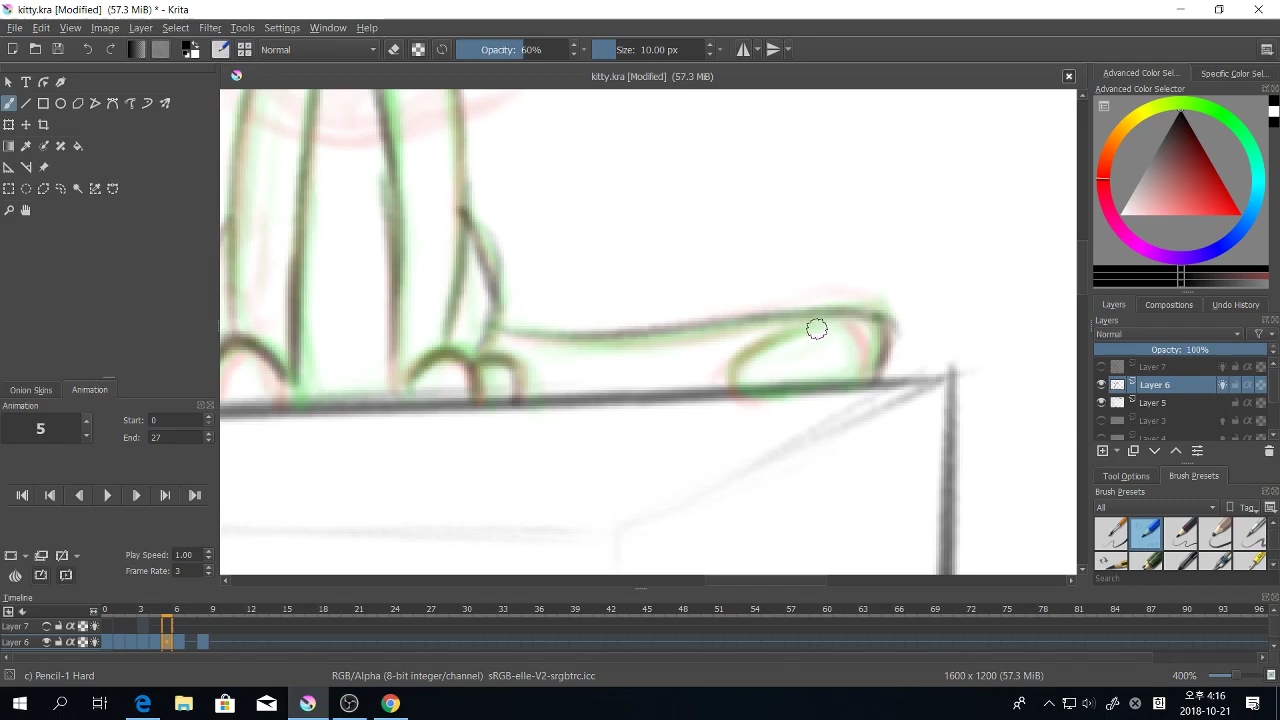 kitty.kra [Modified] (57.3 MiB) * - Krita
File Edit View Image Layer Select Filter Tools Settings Window Help
Normal Opacity: 60% Size: 10.00 px
kitty.kra [Modified] (57.3 MiB)
Advanced Color Sel... Specific Color Sel...
Advanced Color Selector
Layers Compositions Undo History
Layers
Normal All
Opacity: 100%
Layer 7
Layer 6
Layer 5
Layer 3
Layer 4
Onion Skins Animation
Animation
5
Start: 0
End: 27
Play Speed: 1.00
Frame Rate: 3
Tool Options Brush Presets
Brush Presets
All Tag
Search
Timeline
0 3 6 9 12 15 18 21 24 27 30 33 36 39 42 45 48 51 54 57 60 63 66 69 72 75 78 81 84 87 90 93 96
Layer 7
Layer 6
c) Pencil-1 Hard RGB/Alpha (8-bit integer/channel) sRGB-elle-V2-srgbtrc.icc 1600 x 1200 (57.3 MiB) 400%
오후 4:16
2018-10-21